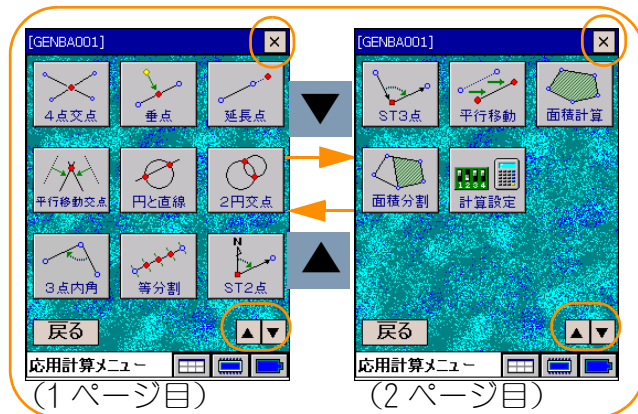 [GENBA001]
4点交点 垂点 延長点
平行移動交点 円と直線 2円交点
3点内角 等分割 ST2点
戻る
応用計算メニュー
(1ページ目)
[GENBA001]
ST3点 平行移動 面積計算
面積分割 計算設定
戻る
応用計算メニュー
(2ページ目)